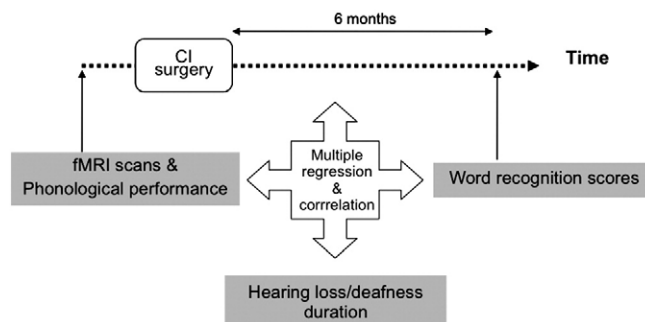 6 months
CI
surgery
Time
fMRI scans &
Phonological performance
Multiple
regression
&
corrrelation
Word recognition scores
Hearing loss/deafness
duration